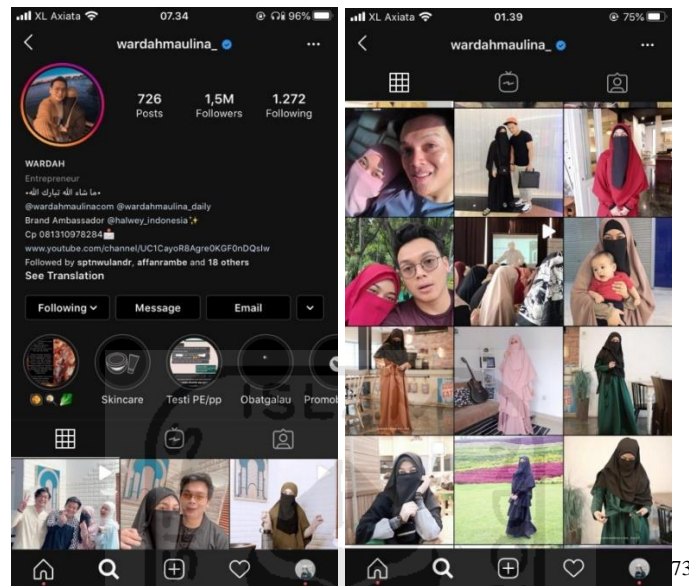 XL Axiata 07.34 96%
wardahmaulina_
726 1,5M 1.272
Posts Followers Following
WARDAH
Entrepreneur
•ما شاء الله تبارك الله•
@wardahmaulinacom @wardahmaulina_daily
Brand Ambassador @halwey_indonesia
Cp 081310978284
www.youtube.com/channel/UC1CayoRBAgre0KGF0nDQsIw
Followed by sptnwulandr, affanrambe and 18 others
See Translation
Following Message Email
Skincare Testi PE/pp Obatgalau Promo
ISL
XL Axiata 01.39 75%
wardahmaulina_
73